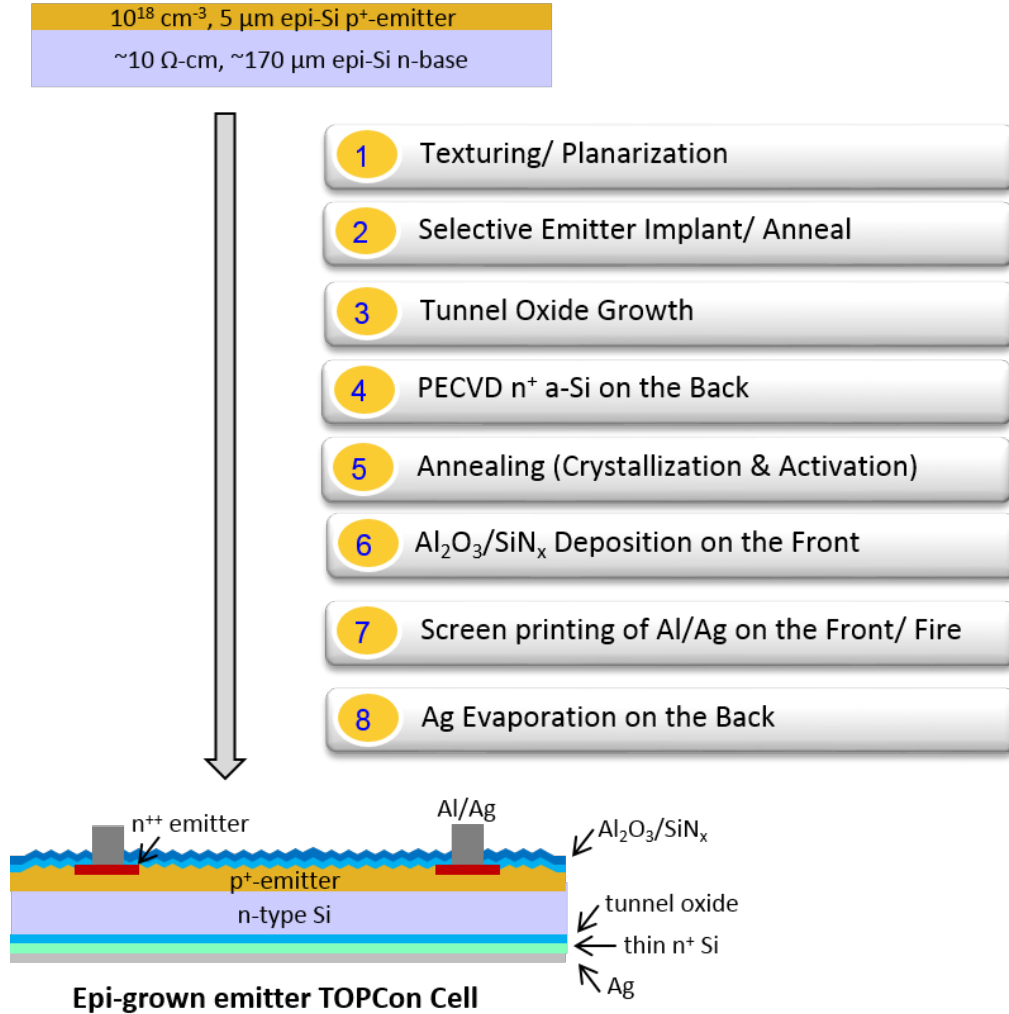 10¹⁸ cm⁻³, 5 µm epi-Si p⁺-emitter
~10 Ω-cm, ~170 µm epi-Si n-base
1 Texturing/ Planarization
2 Selective Emitter Implant/ Anneal
3 Tunnel Oxide Growth
4 PECVD n⁺ a-Si on the Back
5 Annealing (Crystallization & Activation)
6 Al₂O₃/SiNₓ Deposition on the Front
7 Screen printing of Al/Ag on the Front/ Fire
8 Ag Evaporation on the Back
n⁺⁺ emitter
Al/Ag
Al₂O₃/SiNₓ
p⁺-emitter
n-type Si
tunnel oxide
thin n⁺ Si
Ag
Epi-grown emitter TOPCon Cell